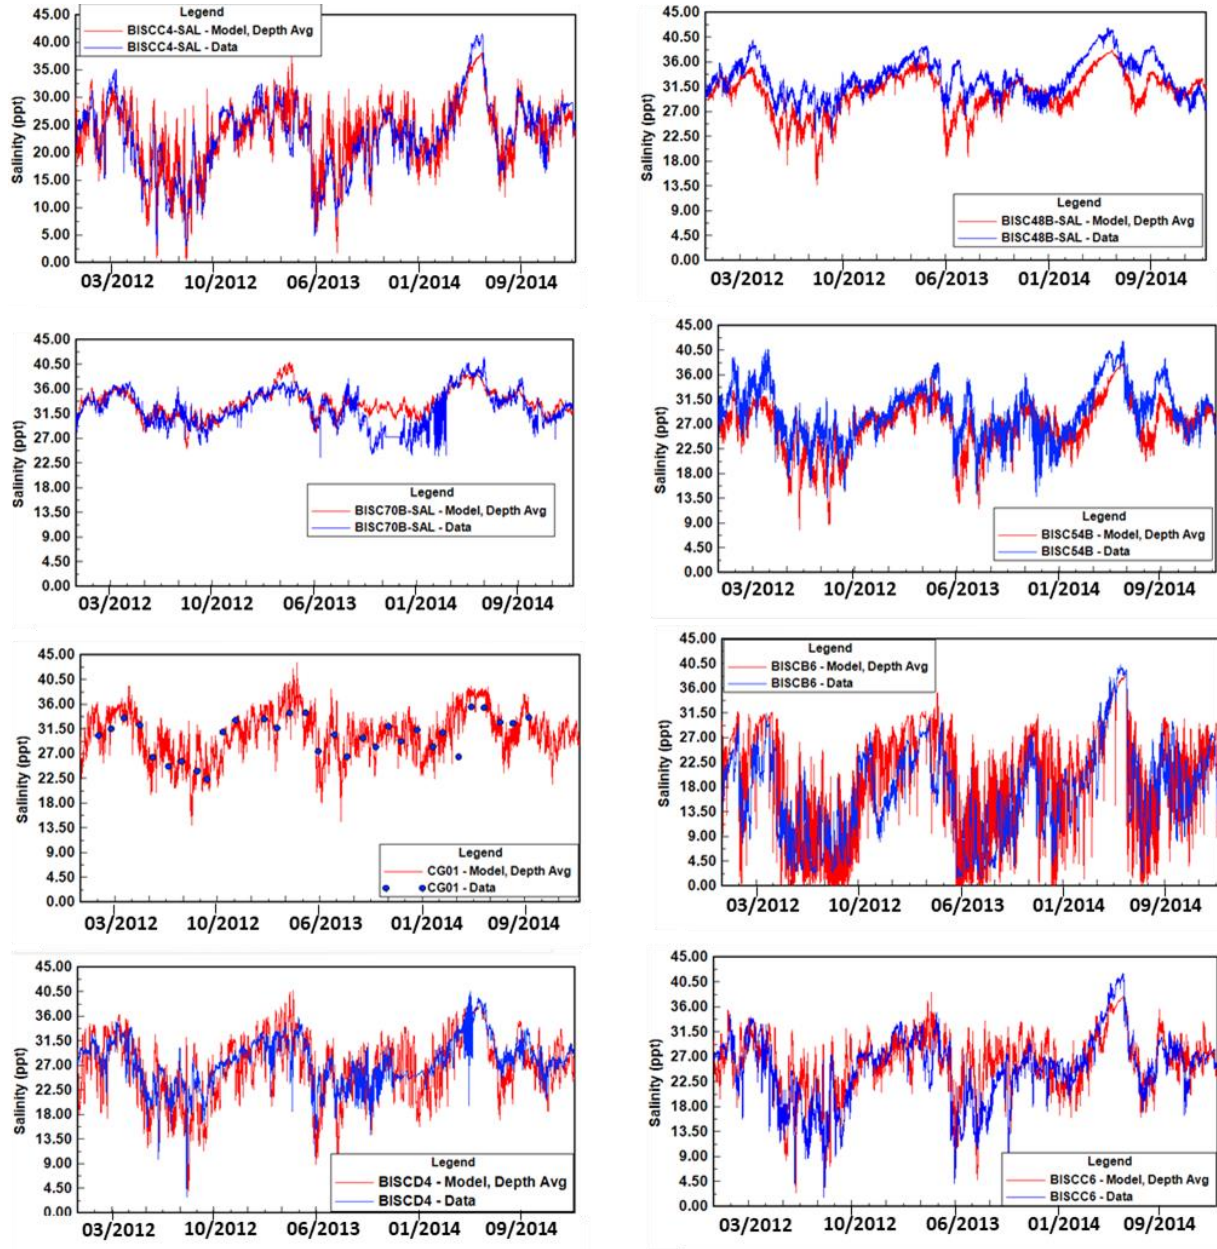 Legend
BISCC4-SAL - Model, Depth Avg
BISCC4-SAL - Data
Salinity (ppt)
45.00
40.00
35.00
30.00
25.00
20.00
15.00
10.00
5.00
0.00
03/2012 10/2012 06/2013 01/2014 09/2014
Legend
BISC48B-SAL - Model, Depth Avg
BISC48B-SAL - Data
Salinity (ppt)
45.00
40.50
36.00
31.50
27.00
22.50
18.00
13.50
9.00
4.50
0.00
03/2012 10/2012 06/2013 01/2014 09/2014
Legend
BISC70B-SAL - Model, Depth Avg
BISC70B-SAL - Data
Salinity (ppt)
45.00
40.50
36.00
31.50
27.00
22.50
18.00
13.50
9.00
4.50
0.00
03/2012 10/2012 06/2013 01/2014 09/2014
Legend
BISC54B - Model, Depth Avg
BISC54B - Data
Salinity (ppt)
45.00
40.50
36.00
31.50
27.00
22.50
18.00
13.50
9.00
4.50
0.00
03/2012 10/2012 06/2013 01/2014 09/2014
Legend
CG01 - Model, Depth Avg
CG01 - Data
Salinity (ppt)
45.00
40.50
36.00
31.50
27.00
22.50
18.00
13.50
9.00
4.50
0.00
03/2012 10/2012 06/2013 01/2014 09/2014
Legend
BISCB6 - Model, Depth Avg
BISCB6 - Data
Salinity (ppt)
45.00
40.50
36.00
31.50
27.00
22.50
18.00
13.50
9.00
4.50
0.00
03/2012 10/2012 06/2013 01/2014 09/2014
Legend
BISCD4 - Model, Depth Avg
BISCD4 - Data
Salinity (ppt)
45.00
40.50
36.00
31.50
27.00
22.50
18.00
13.50
9.00
4.50
0.00
03/2012 10/2012 06/2013 01/2014 09/2014
Legend
BISCC6 - Model, Depth Avg
BISCC6 - Data
Salinity (ppt)
45.00
40.50
36.00
31.50
27.00
22.50
18.00
13.50
9.00
4.50
0.00
03/2012 10/2012 06/2013 01/2014 09/2014